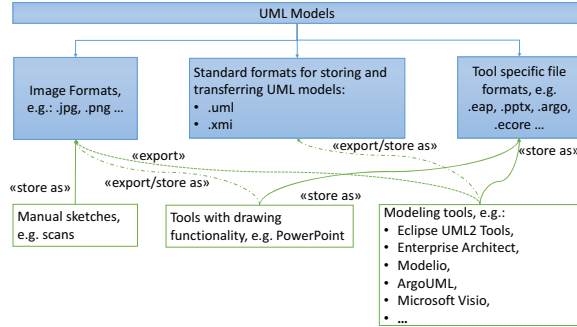 UML Models
Image Formats,
e.g.: .jpg, .png ...
Standard formats for storing and
transferring UML models:
• .uml
• .xmi
Tool specific file
formats, e.g.
.eap, .pptx, .argo,
.ecore ...
«export»
«export/store as»
«store as»
«store as»
«export/store as»
«store as»
Manual sketches,
e.g. scans
Tools with drawing
functionality, e.g. PowerPoint
Modeling tools, e.g.:
• Eclipse UML2 Tools,
• Enterprise Architect,
• Modelio,
• ArgoUML,
• Microsoft Visio,
• ...